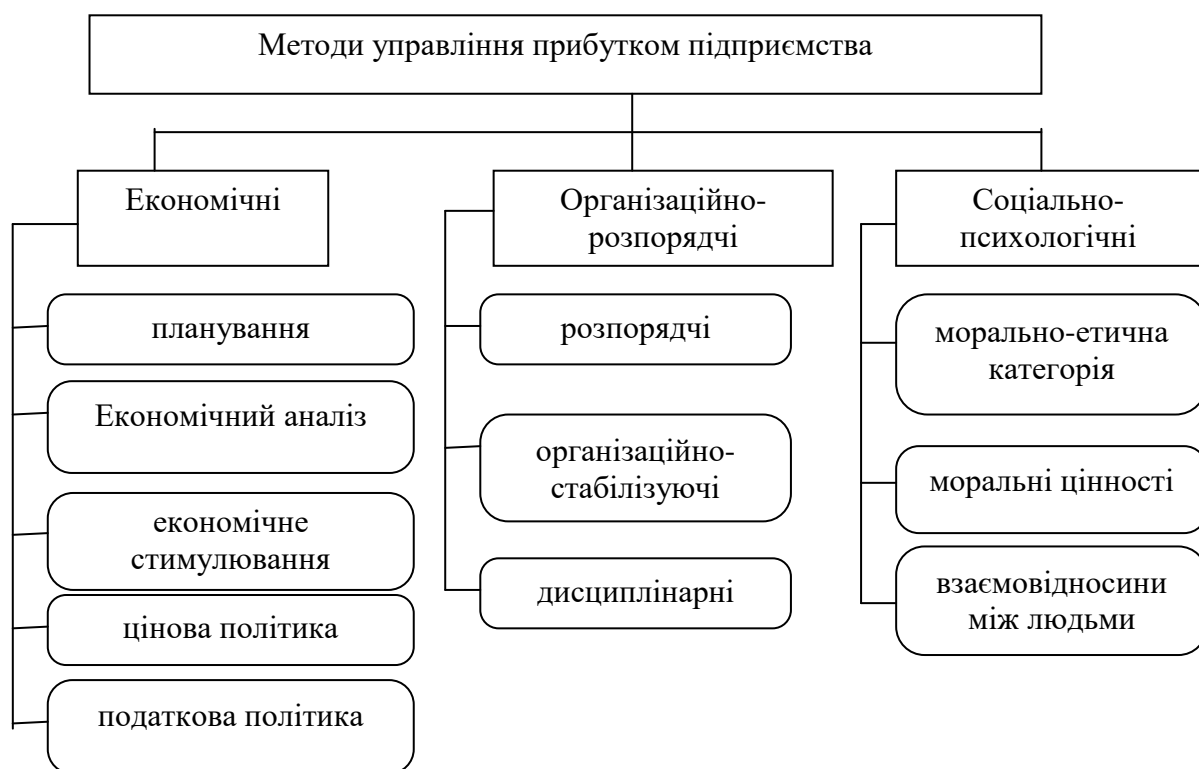 Методи управління прибутком підприємства
Економічні
планування
Економічний аналіз
економічне
стимулювання
цінова політика
податкова політика
Організаційно-
розпорядчі
розпорядчі
організаційно-
стабілізуючі
дисциплінарні
Соціально-
психологічні
морально-етична
категорія
моральні цінності
взаємовідносини
між людьми